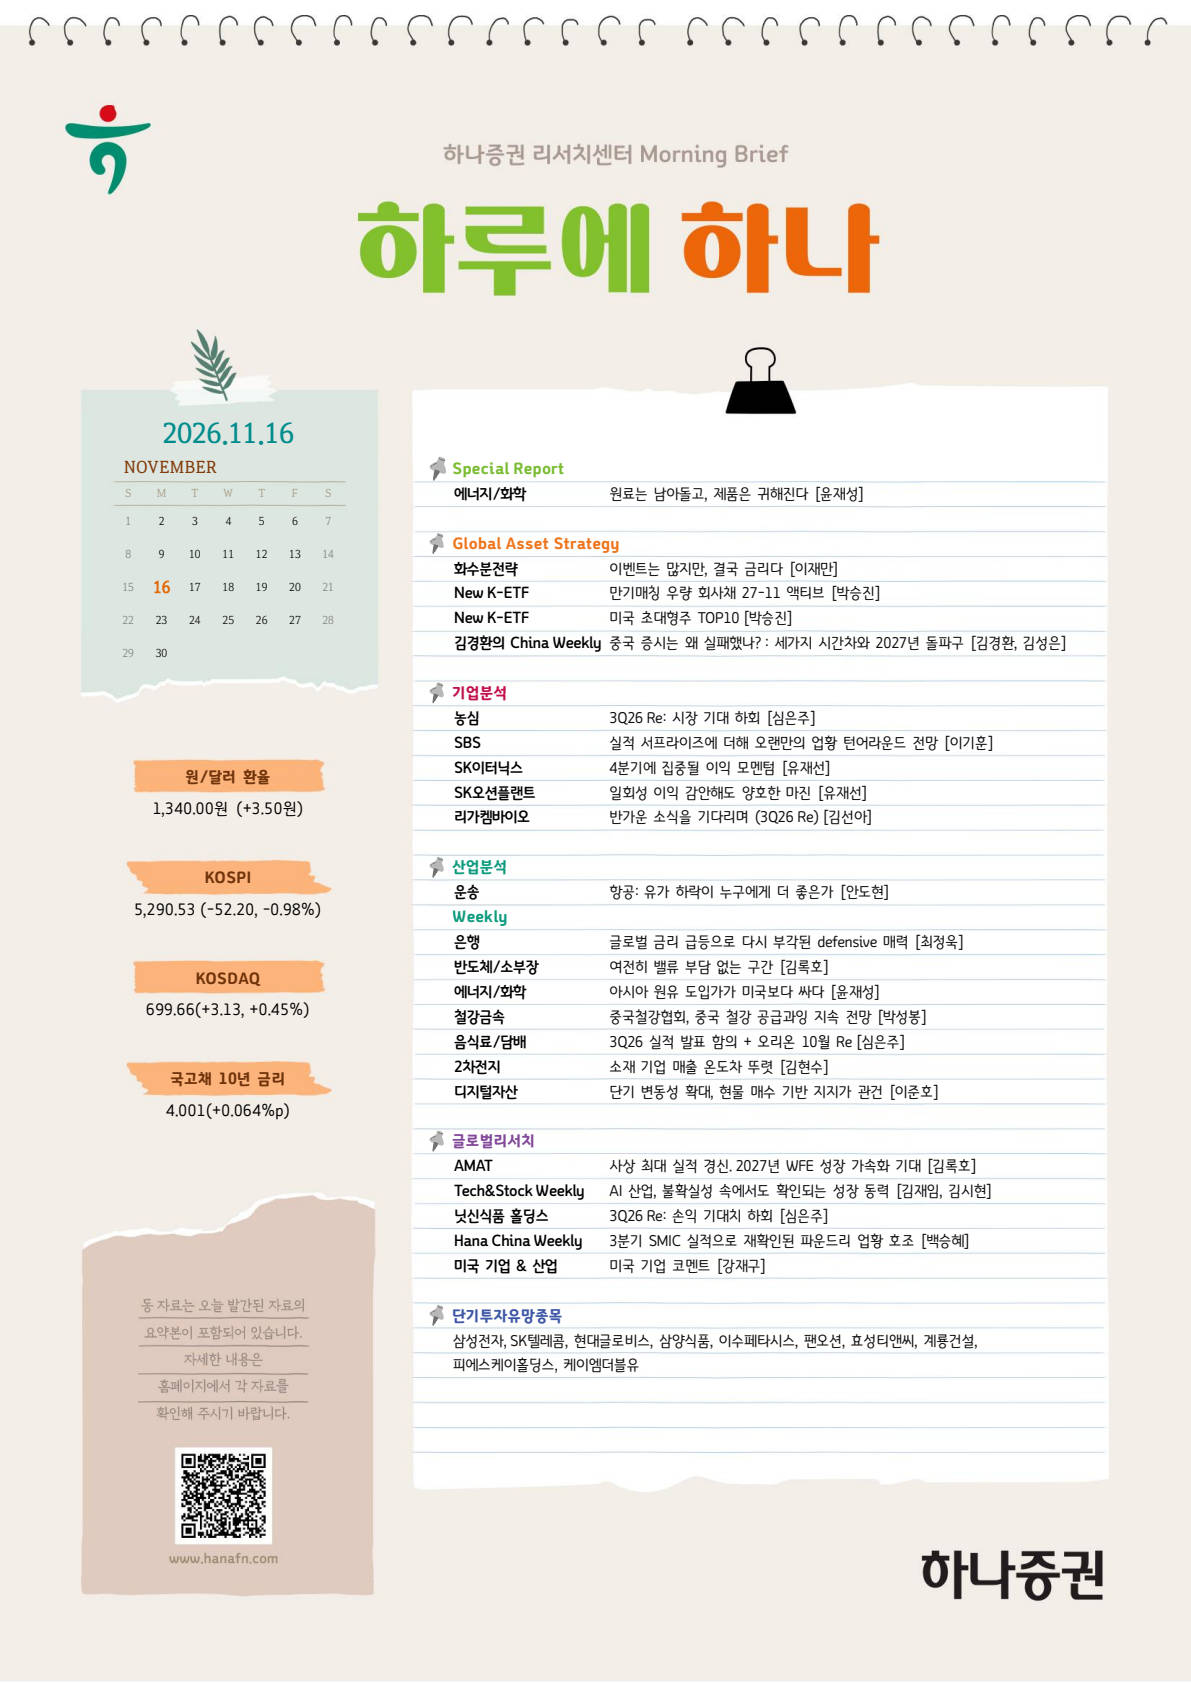 하나증권 리서치센터 Morning Brief
하루에 하나
2026.11.16
NOVEMBER
S M T W T F S
1 2 3 4 5 6 7
8 9 10 11 12 13 14
15 16 17 18 19 20 21
22 23 24 25 26 27 28
29 30
원/달러 환율
1,340.00원 (+3.50원)
KOSPI
5,290.53 (-52.20, -0.98%)
KOSDAQ
699.66(+3.13, +0.45%)
국고채 10년 금리
4.001(+0.064%p)
동 자료는 오늘 발간된 자료의
요약본이 포함되어 있습니다.
자세한 내용은
홈페이지에서 각 자료를
확인해 주시기 바랍니다.
www.hanafn.com
Special Report
에너지/화학 원료는 남아돌고, 제품은 귀해진다 [윤재성]
Global Asset Strategy
화수분전략 이벤트는 많지만, 결국 금리다 [이재만]
New K-ETF 만기매칭 우량 회사채 27-11 액티브 [박승진]
New K-ETF 미국 초대형주 TOP10 [박승진]
김경환의 China Weekly 중국 증시는 왜 실패했나? : 세가지 시간차와 2027년 돌파구 [김경환, 김성은]
기업분석
농심 3Q26 Re: 시장 기대 하회 [심은주]
SBS 실적 서프라이즈에 더해 오랜만의 업황 턴어라운드 전망 [이기훈]
SK이터닉스 4분기에 집중될 이익 모멘텀 [유재선]
SK오션플랜트 일회성 이익 감안해도 양호한 마진 [유재선]
리가켐바이오 반가운 소식을 기다리며 (3Q26 Re) [김선아]
산업분석
운송 항공: 유가 하락이 누구에게 더 좋은가 [안도현]
Weekly
은행 글로벌 금리 급등으로 다시 부각된 defensive 매력 [최정욱]
반도체/소부장 여전히 밸류 부담 없는 구간 [김록호]
에너지/화학 아시아 원유 도입가가 미국보다 싸다 [윤재성]
철강금속 중국철강협회, 중국 철강 공급과잉 지속 전망 [박성봉]
음식료/담배 3Q26 실적 발표 함의 + 오리온 10월 Re [심은주]
2차전지 소재 기업 매출 온도차 뚜렷 [김현수]
디지털자산 단기 변동성 확대, 현물 매수 기반 지지가 관건 [이준호]
글로벌리서치
AMAT 사상 최대 실적 경신. 2027년 WFE 성장 가속화 기대 [김록호]
Tech&Stock Weekly AI 산업, 불확실성 속에서도 확인되는 성장 동력 [김재임, 김시현]
닛신식품 홀딩스 3Q26 Re: 손익 기대치 하회 [심은주]
Hana China Weekly 3분기 SMIC 실적으로 재확인된 파운드리 업황 호조 [백승혜]
미국 기업 & 산업 미국 기업 코멘트 [강재구]
단기투자유망종목
삼성전자, SK텔레콤, 현대글로비스, 삼양식품, 이수페타시스, 팬오션, 효성티앤씨, 계룡건설,
피에스케이홀딩스, 케이엠더블유
하나증권